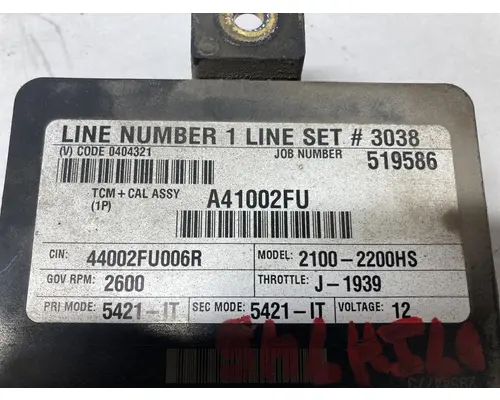 LINE NUMBER 1 LINE SET # 3038
(V) CODE 0404321 JOB NUMBER 519586
TCM + CAL ASSY A41002FU
(1P)
CIN: 44002FU006R MODEL: 2100-2200HS
GOV RPM: 2600 THROTTLE: J-1939
PRI MODE: 5421-IT SEC MODE: 5421-IT VOLTAGE: 12